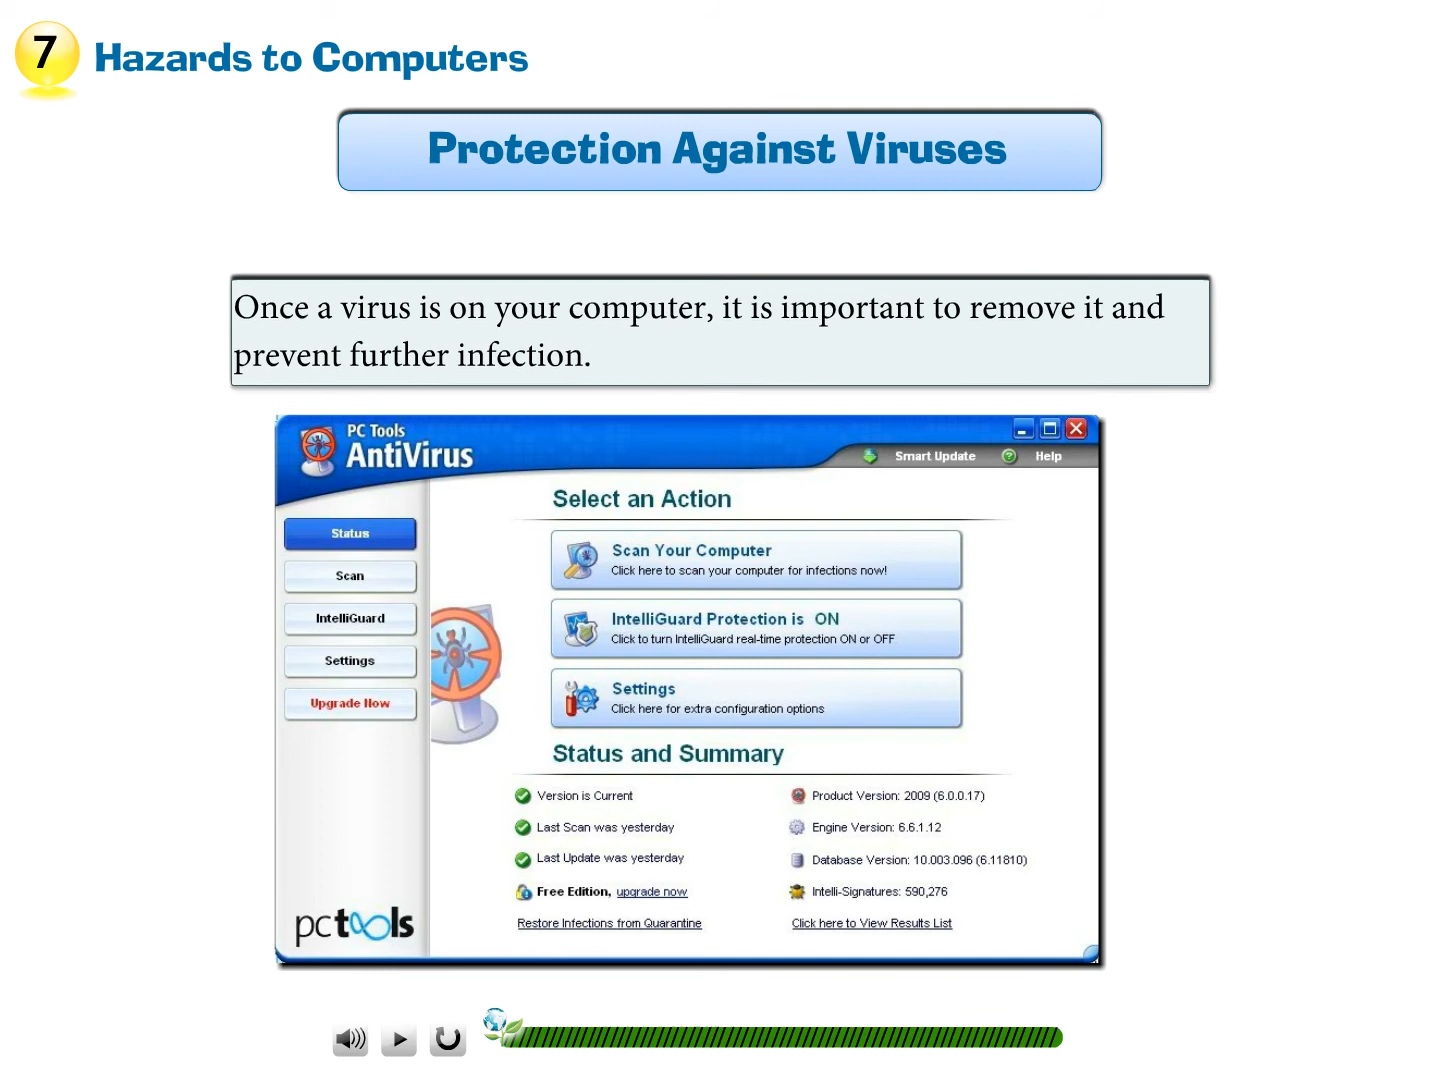 7 Hazards to Computers
Protection Against Viruses
Once a virus is on your computer, it is important to remove it and
prevent further infection.
PC Tools
AntiVirus
Smart Update Help
Select an Action
Status
Scan
IntelliGuard
Settings
Upgrade Now
Scan Your Computer
Click here to scan your computer for infections now!
IntelliGuard Protection is ON
Click to turn IntelliGuard real-time protection ON or OFF
Settings
Click here for extra configuration options
Status and Summary
Version is Current
Last Scan was yesterday
Last Update was yesterday
Free Edition, upgrade now
Restore Infections from Quarantine
Product Version: 2009 (6.0.0.17)
Engine Version: 6.6.1.12
Database Version: 10.003.096 (6.11810)
Intelli-Signatures: 590,276
Click here to View Results List
pctools